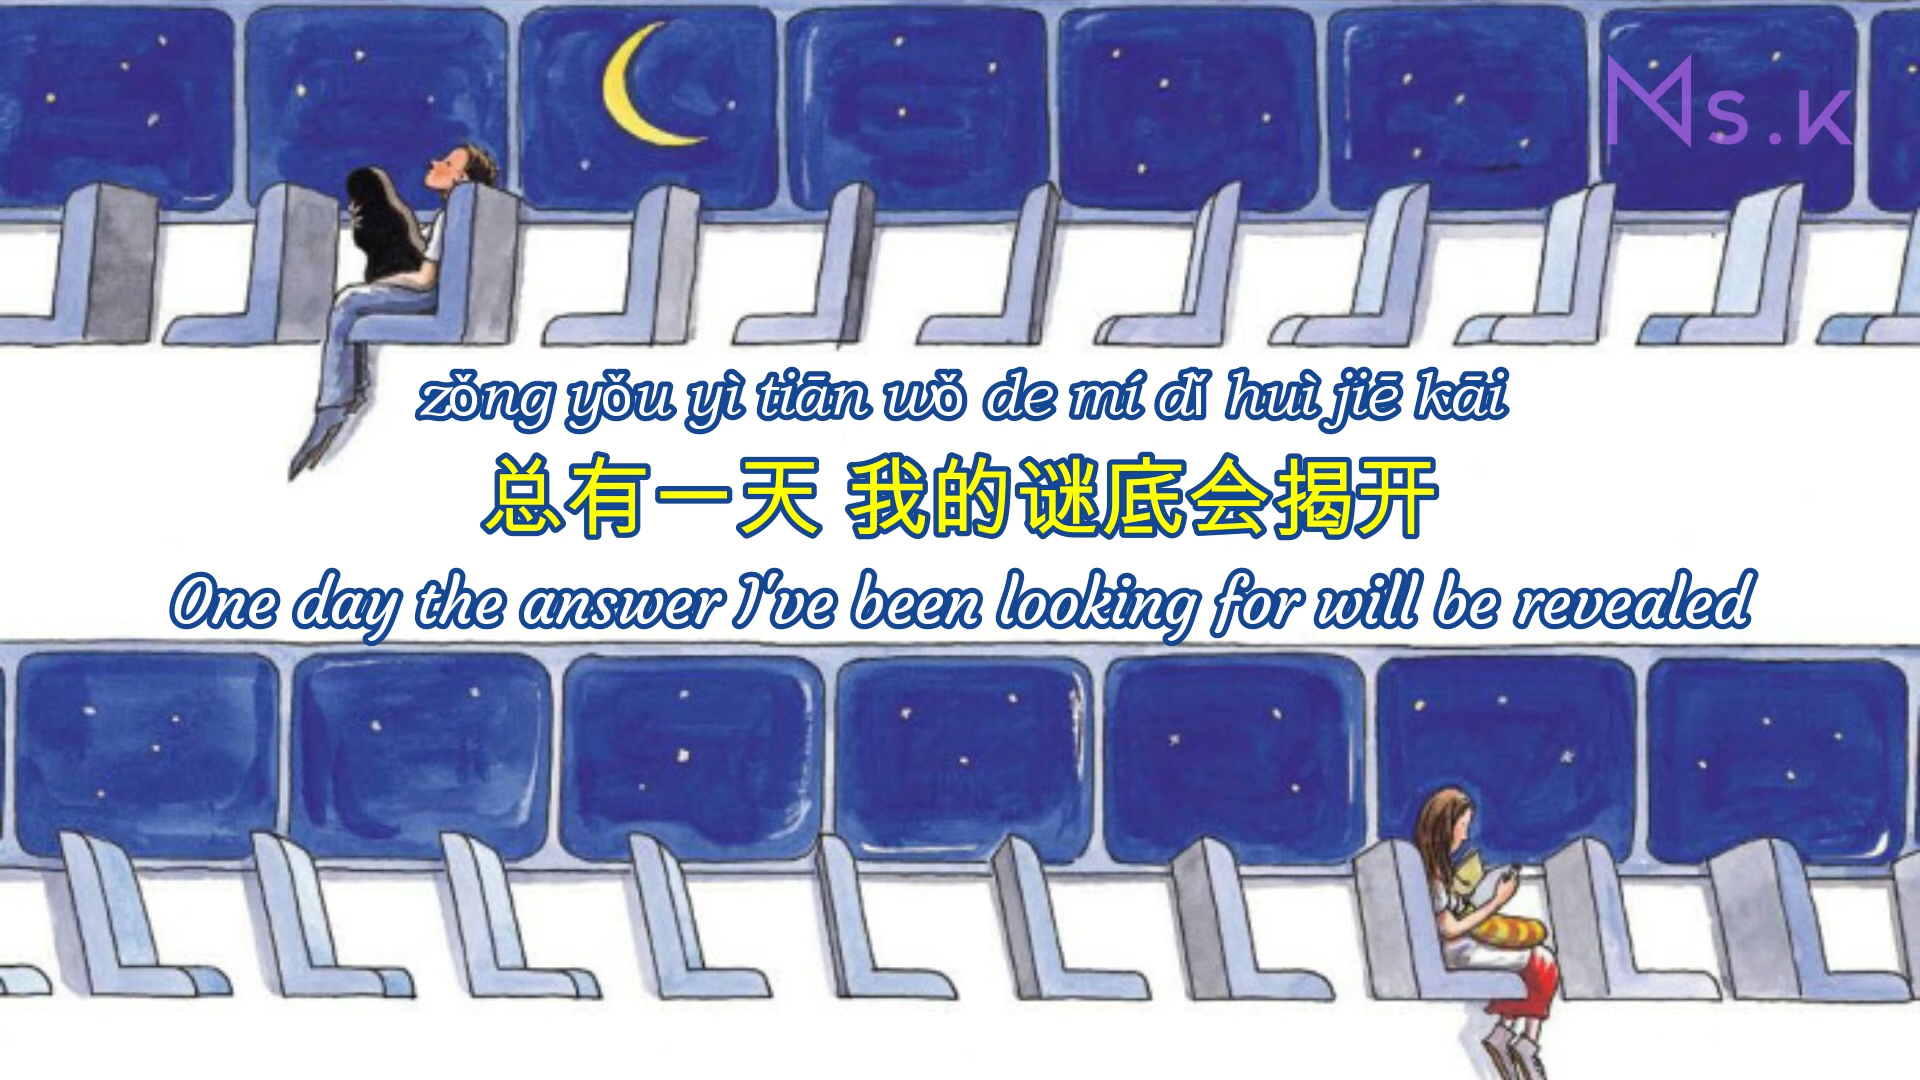 Ms.K
zǒng yǒu yì tiān wǒ de mí dǐ huì jiē kāi
总有一天 我的谜底会揭开
One day the answer I've been looking for will be revealed